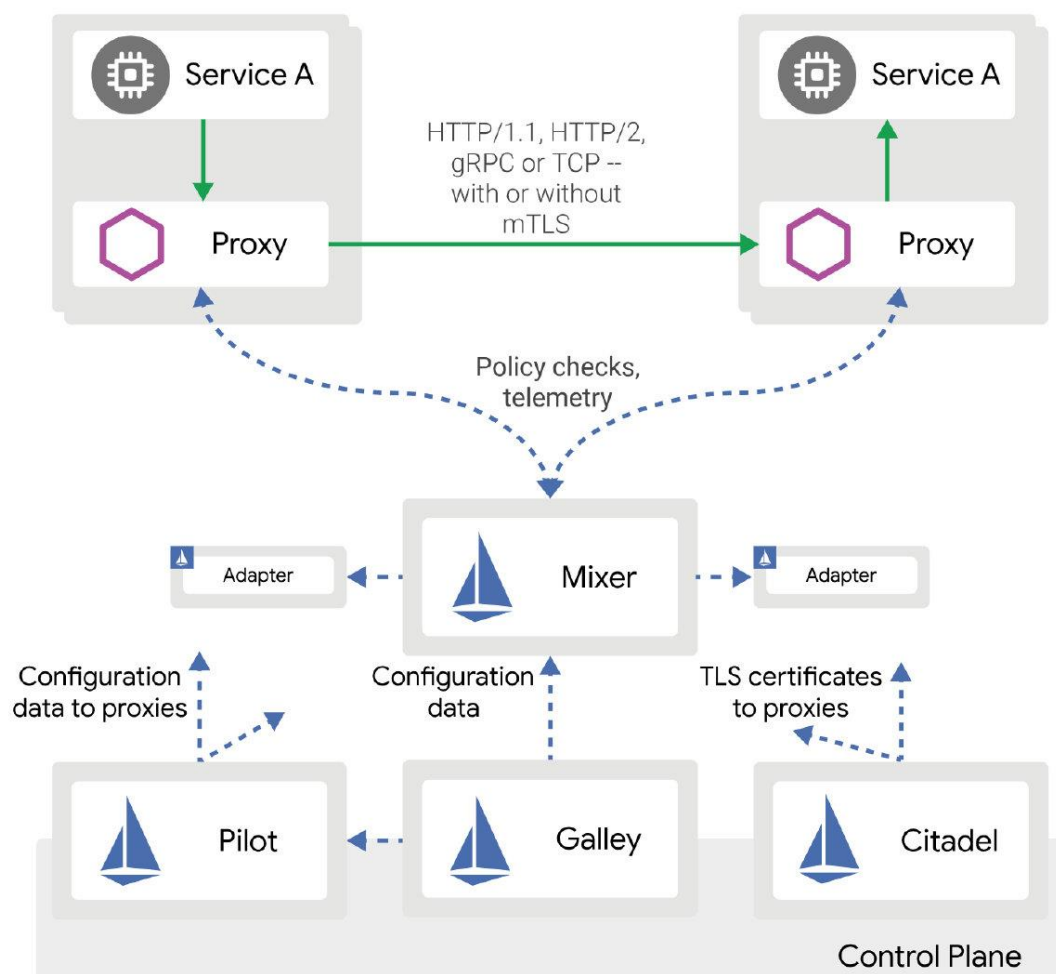 Service A
Service A
HTTP/1.1, HTTP/2,
gRPC or TCP --
with or without
mTLS
Proxy
Proxy
Policy checks,
telemetry
Mixer
Adapter
Adapter
Configuration
data to proxies
Configuration
data
TLS certificates
to proxies
Pilot
Galley
Citadel
Control Plane